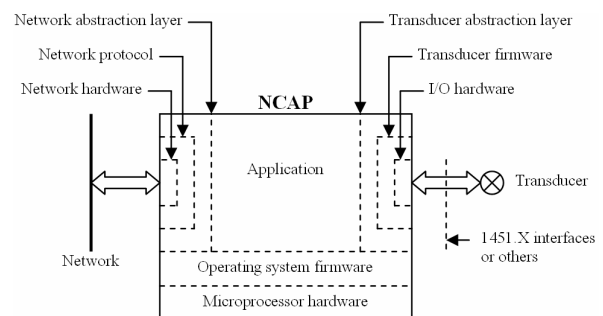 Network abstraction layer
Transducer abstraction layer
Network protocol
Transducer firmware
Network hardware
I/O hardware
NCAP
Application
Transducer
1451.X interfaces
or others
Network
Operating system firmware
Microprocessor hardware